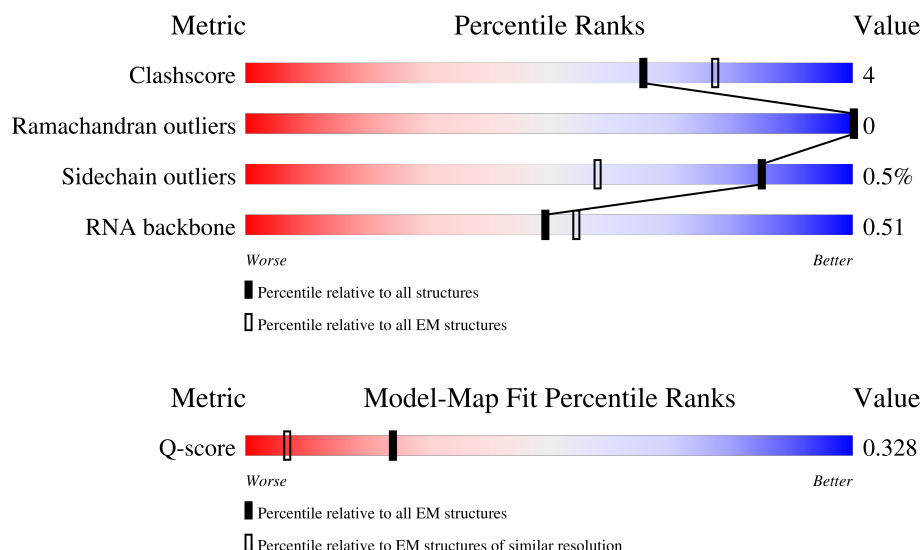 Metric Percentile Ranks Value
Clashscore 4
Ramachandran outliers 0
Sidechain outliers 0.5%
RNA backbone 0.51
Worse Better
Percentile relative to all structures
Percentile relative to all EM structures
Metric Model-Map Fit Percentile Ranks Value
Q-score 0.328
Worse Better
Percentile relative to all EM structures
Percentile relative to EM structures of similar resolution